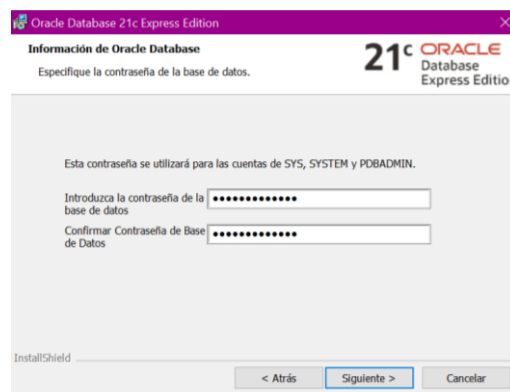 Oracle Database 21c Express Edition
Información de Oracle Database
Especifique la contraseña de la base de datos.
21c ORACLE
Database
Express Editio
Esta contraseña se utilizará para las cuentas de SYS, SYSTEM y PDBADMIN.
Introduzca la contraseña de la
base de datos
•••••••••••••
Confirmar Contraseña de Base
de Datos
•••••••••••••
InstallShield
< Atrás
Siguiente >
Cancelar